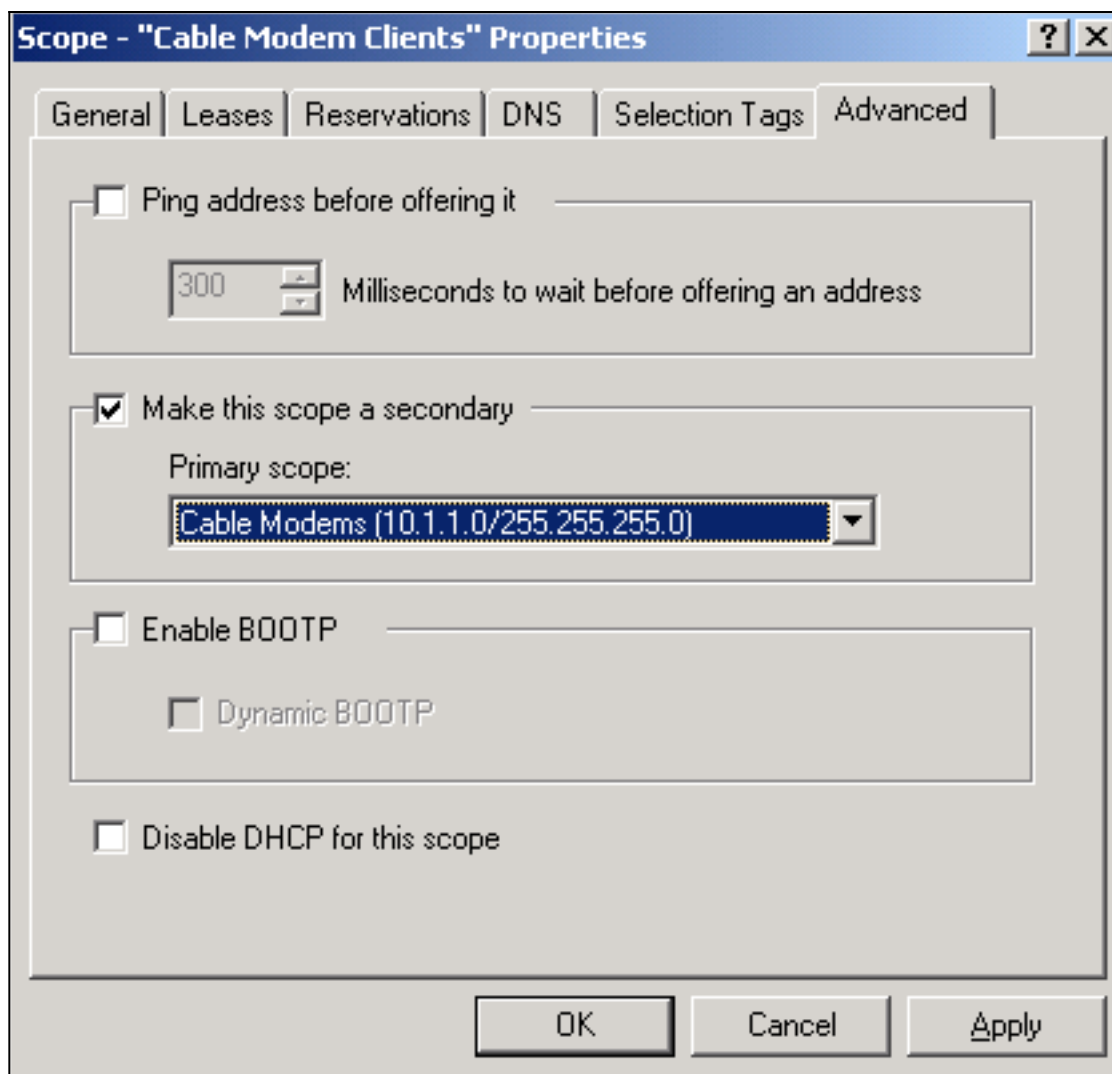 Scope - "Cable Modem Clients" Properties
General Leases Reservations DNS Selection Tags Advanced
Ping address before offering it
300 Milliseconds to wait before offering an address
Make this scope a secondary
Primary scope:
Cable Modems (10.1.1.0/255.255.255.0)
Enable BOOTP
Dynamic BOOTP
Disable DHCP for this scope
OK Cancel Apply